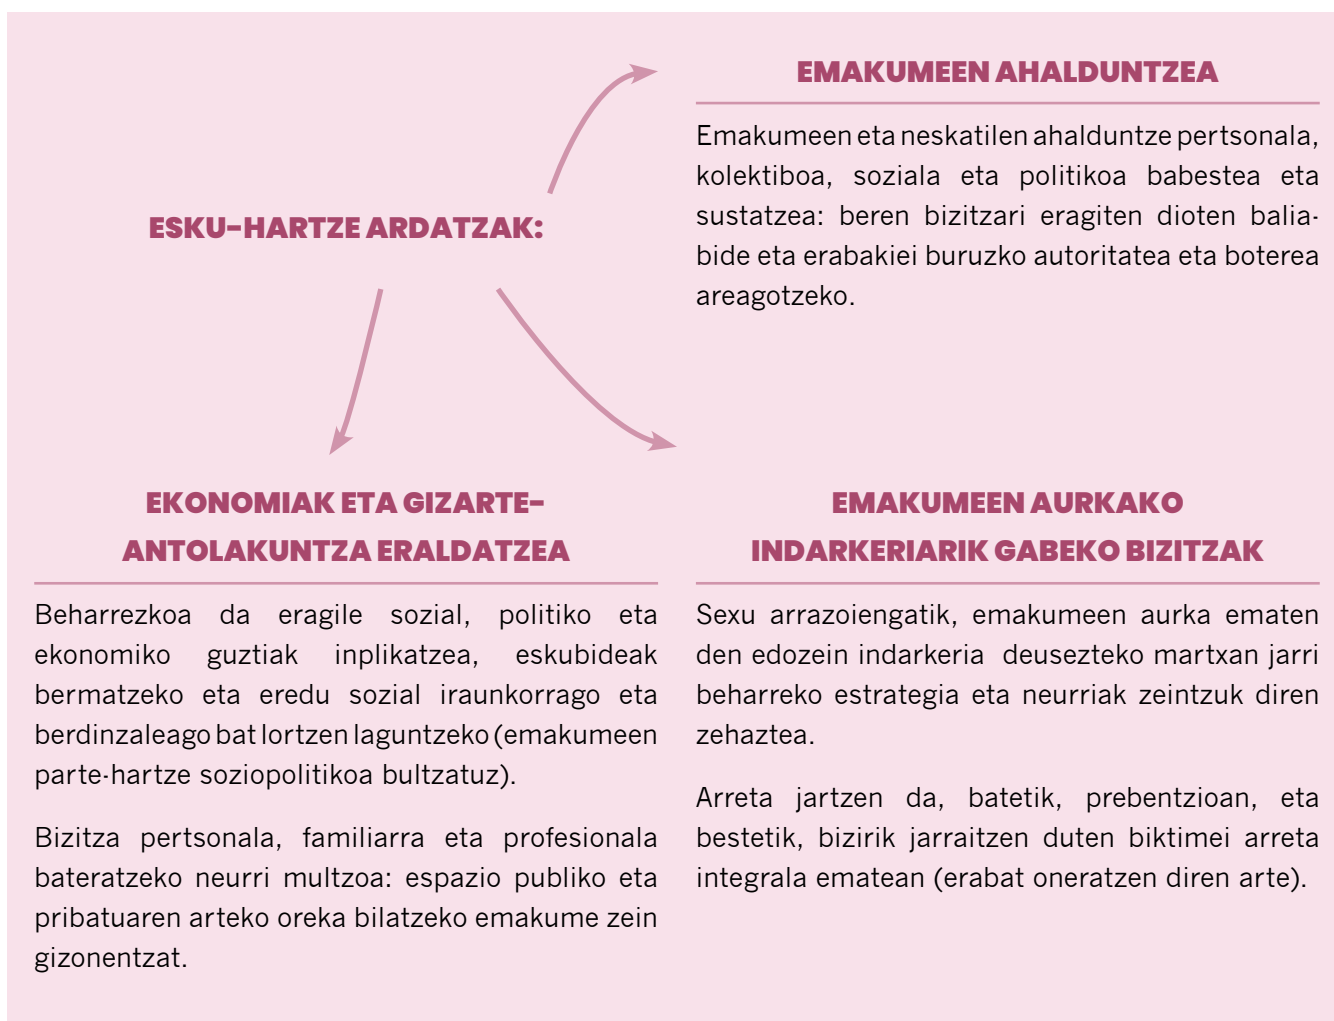 ESKU-HARTZE ARDATZAK:
EMAKUMEEN AHALDUNTZEA
Emakumeen eta neskatilen ahalduntze pertsonala,
kolektiboa, soziala eta politikoa babestea eta
sustatzea: beren bizitzari eragiten dioten balia-
bide eta erabakiei buruzko autoritatea eta boterea
areagotzeko.
EKONOMIAK ETA GIZARTE-
ANTOLAKUNTZA ERALDATZEA
Beharrezkoa da eragile sozial, politiko eta
ekonomiko guztiak inplikatzea, eskubideak
bermatzeko eta eredu sozial iraunkorrago eta
berdinzaleago bat lortzen laguntzeko (emakumeen
parte-hartze soziopolitikoa bultzatuz).
Bizitza pertsonala, familiarra eta profesionala
bateratzeko neurri multzoa: espazio publiko eta
pribatuaren arteko oreka bilatzeko emakume zein
gizonentzat.
EMAKUMEEN AURKAKO
INDARKERIARIK GABEKO BIZITZAK
Sexu arrazoiengatik, emakumeen aurka ematen
den edozein indarkeria deusezteko martxan jarri
beharreko estrategia eta neurriak zeintzuk diren
zehaztea.
Arreta jartzen da, batetik, prebentzioan, eta
bestetik, bizirik jarraitzen duten biktimei arreta
integrala ematean (erabat oneratzen diren arte).